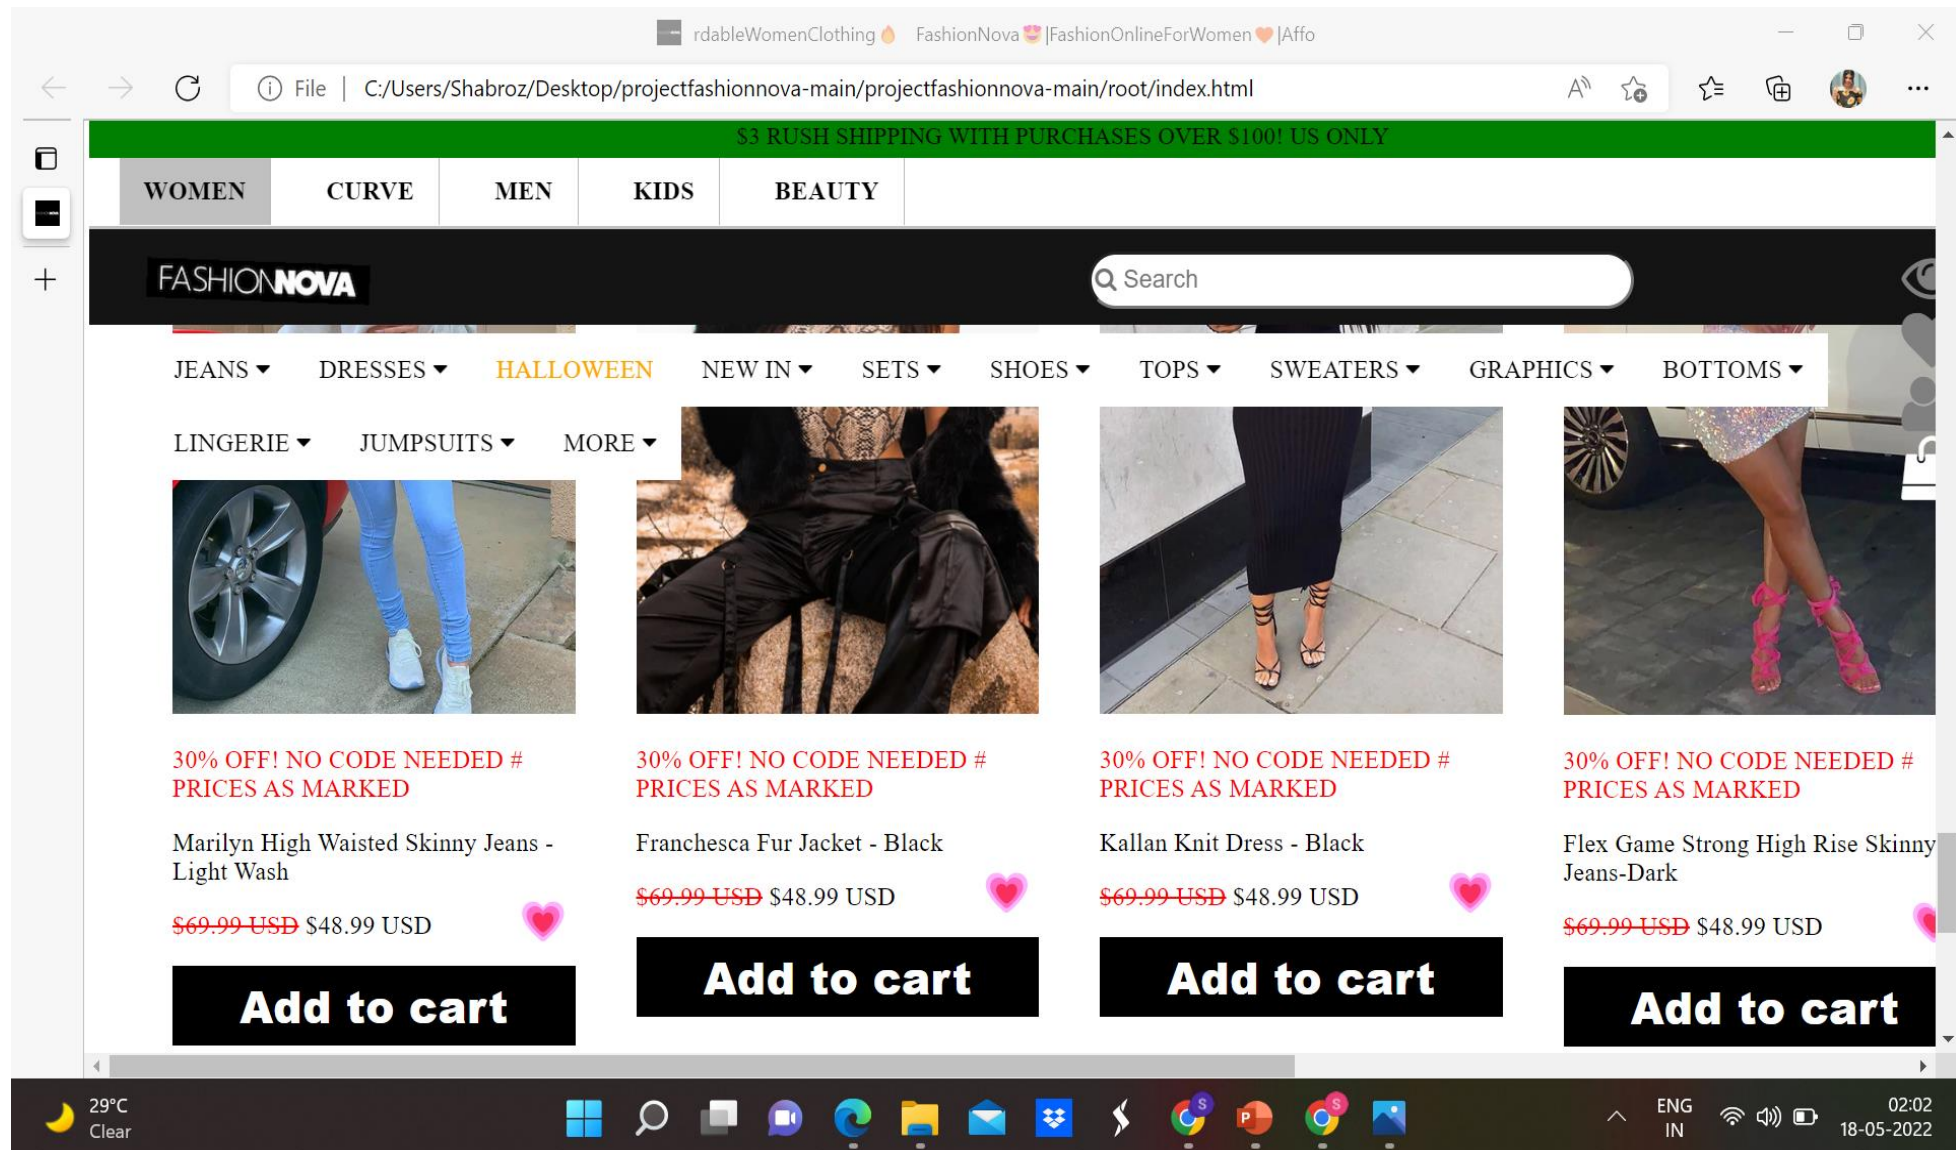 rdableWomenClothing🔥 FashionNova😍|FashionOnlineForWomen🧡|Affo
File | C:/Users/Shabroz/Desktop/projectfashionnova-main/projectfashionnova-main/root/index.html
$3 RUSH SHIPPING WITH PURCHASES OVER $100! US ONLY
WOMEN CURVE MEN KIDS BEAUTY
FASHIONNOVA Search
JEANS DRESSES HALLOWEEN NEW IN SETS SHOES TOPS SWEATERS GRAPHICS BOTTOMS
LINGERIE JUMPSUITS MORE
30% OFF! NO CODE NEEDED #
PRICES AS MARKED
Marilyn High Waisted Skinny Jeans -
Light Wash
$69.99 USD $48.99 USD
Add to cart
30% OFF! NO CODE NEEDED #
PRICES AS MARKED
Franchesca Fur Jacket - Black
$69.99 USD $48.99 USD
Add to cart
30% OFF! NO CODE NEEDED #
PRICES AS MARKED
Kallan Knit Dress - Black
$69.99 USD $48.99 USD
Add to cart
30% OFF! NO CODE NEEDED #
PRICES AS MARKED
Flex Game Strong High Rise Skinny
Jeans-Dark
$69.99 USD $48.99 USD
Add to cart
29°C
Clear
ENG
IN
02:02
18-05-2022